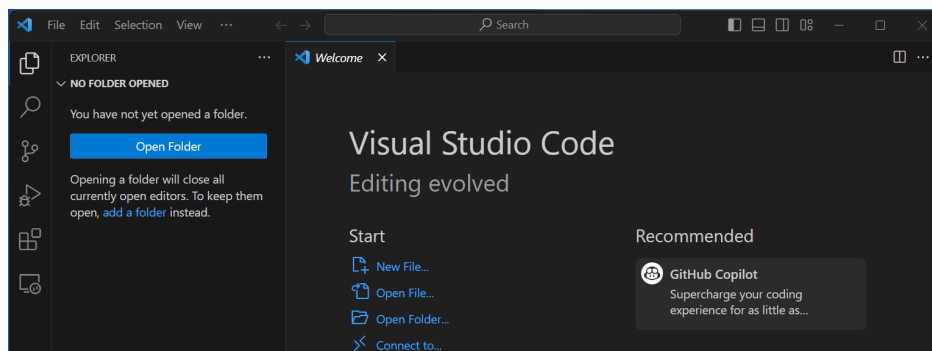 File Edit Selection View ··· Search
EXPLORER ···
NO FOLDER OPENED
You have not yet opened a folder.
Open Folder
Opening a folder will close all
currently open editors. To keep them
open, add a folder instead.
Welcome
Visual Studio Code
Editing evolved
Start
New File...
Open File...
Open Folder...
Connect to...
Recommended
GitHub Copilot
Supercharge your coding
experience for as little as...